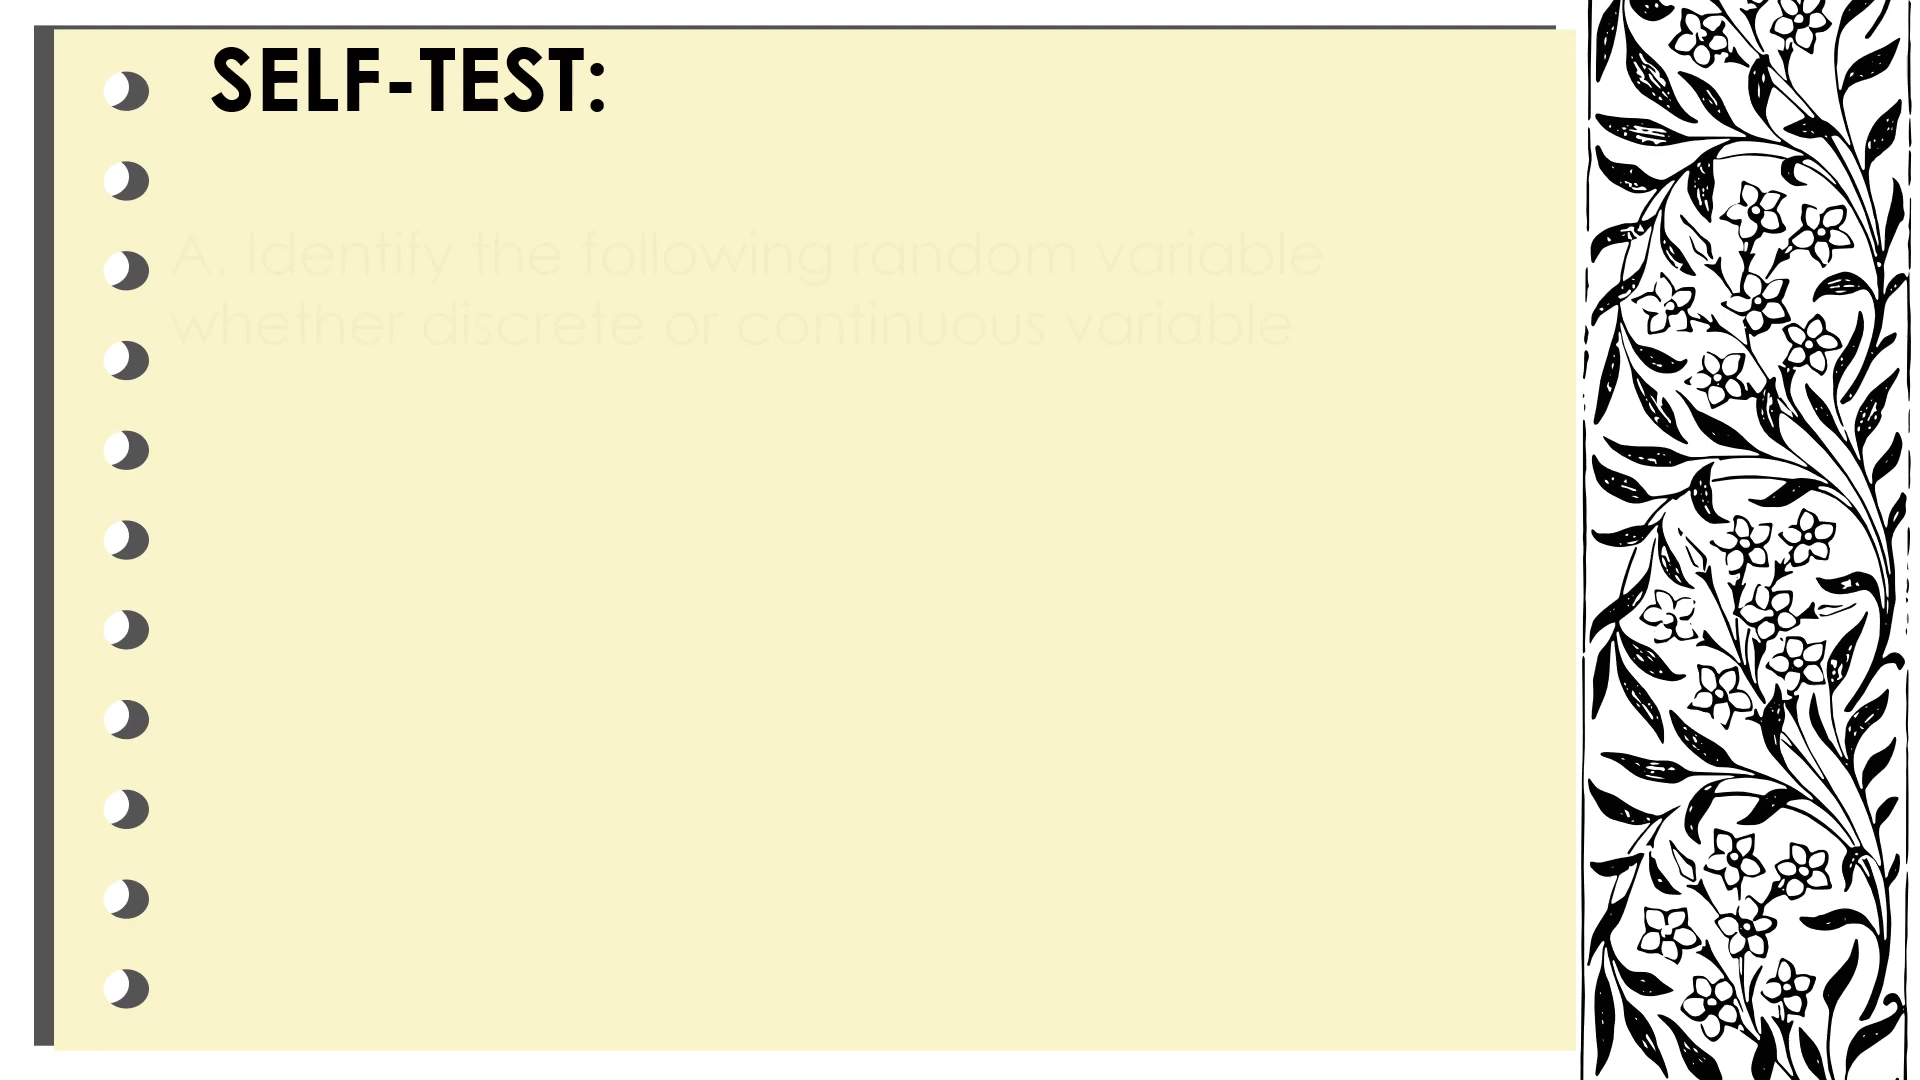 SELF-TEST:
A. Identify the following random variable
whether discrete or continuous variable